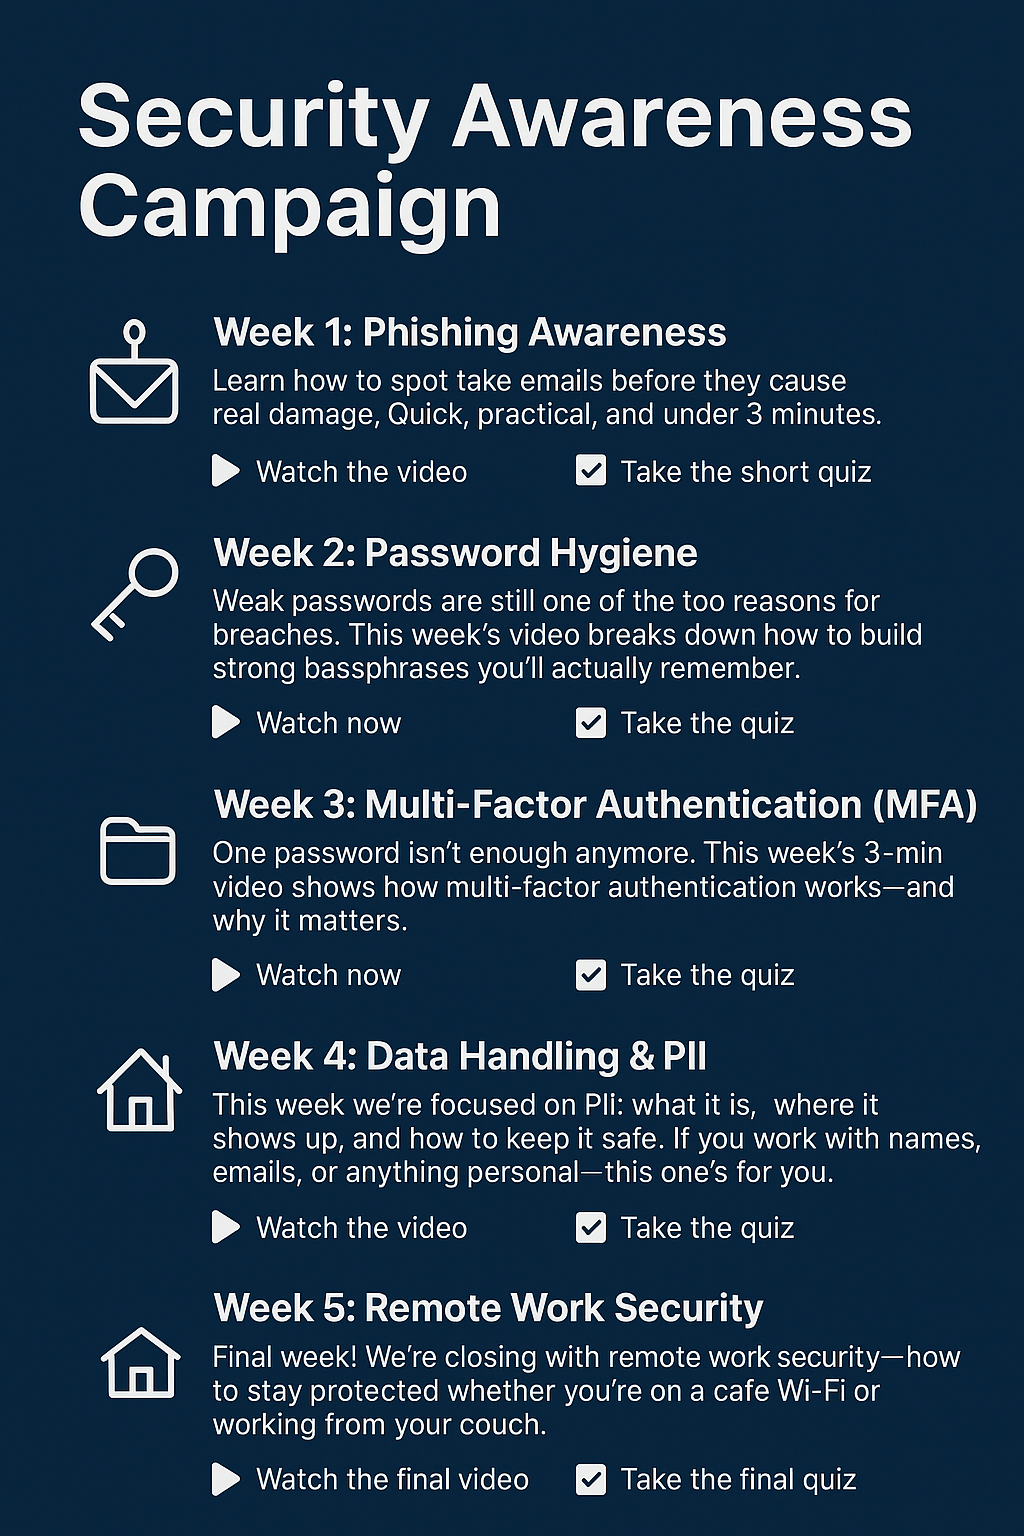 Security Awareness
Campaign
Week 1: Phishing Awareness
Learn how to spot take emails before they cause
real damage, Quick, practical, and under 3 minutes.
Watch the video
Take the short quiz
Week 2: Password Hygiene
Weak passwords are still one of the too reasons for
breaches. This week's video breaks down how to build
strong bassphrases you'll actually remember.
Watch now
Take the quiz
Week 3: Multi-Factor Authentication (MFA)
One password isn't enough anymore. This week's 3-min
video shows how multi-factor authentication works—and
why it matters.
Watch now
Take the quiz
Week 4: Data Handling & PII
This week we're focused on Pli: what it is, where it
shows up, and how to keep it safe. If you work with names,
emails, or anything personal—this one's for you.
Watch the video
Take the quiz
Week 5: Remote Work Security
Final week! We're closing with remote work security—how
to stay protected whether you're on a cafe Wi-Fi or
working from your couch.
Watch the final video
Take the final quiz